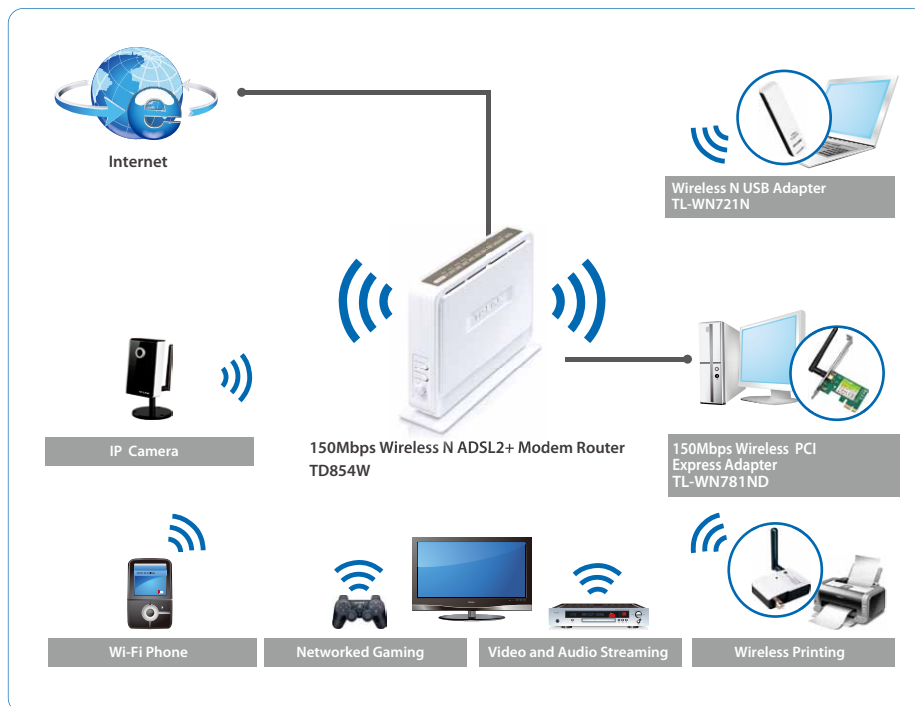 Internet
Wireless N USB Adapter
TL-WN721N
150Mbps Wireless N ADSL2+ Modem Router
TD854W
IP Camera
150Mbps Wireless PCI
Express Adapter
TL-WN781ND
Wi-Fi Phone
Networked Gaming
Video and Audio Streaming
Wireless Printing